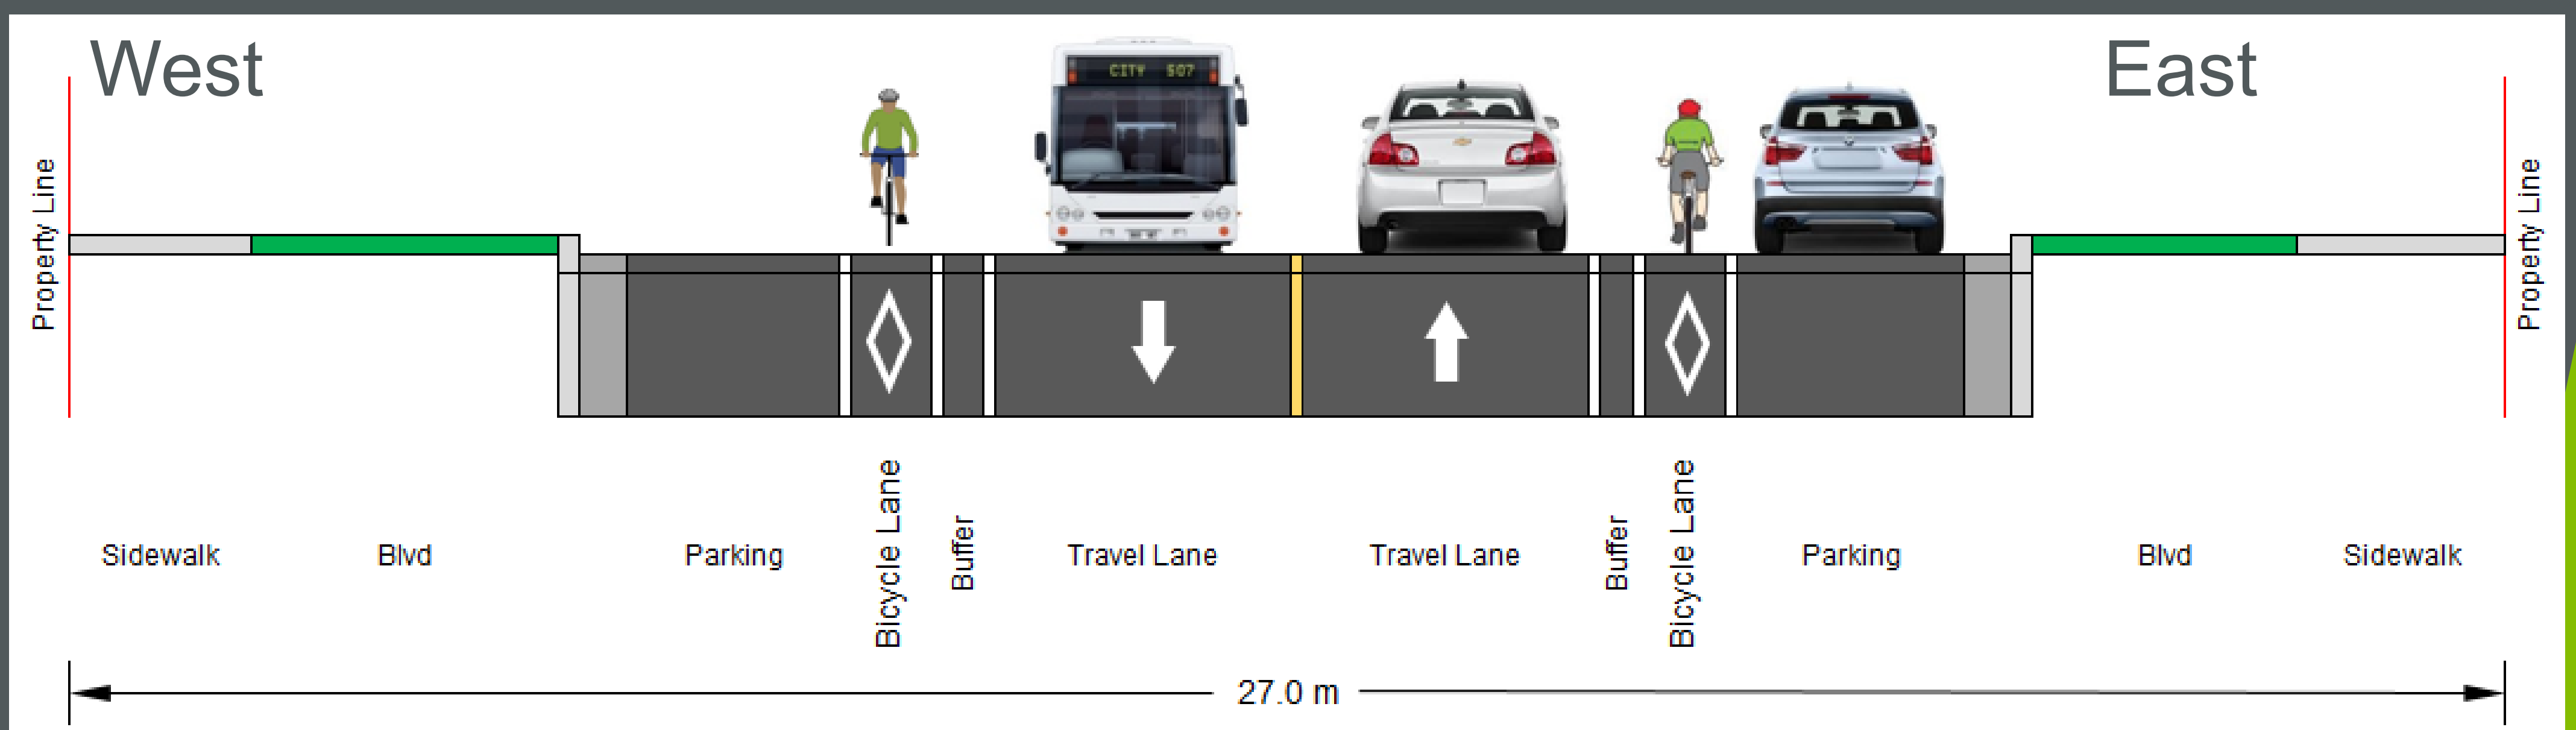 West
East
CITY 507
Property Line
Property Line
Sidewalk
Blvd
Parking
Bicycle Lane
Buffer
Travel Lane
Travel Lane
Buffer
Bicycle Lane
Parking
Blvd
Sidewalk
27.0 m